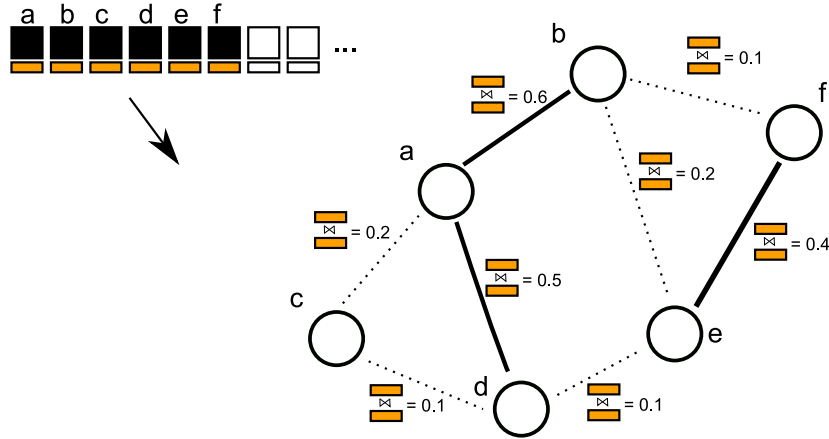 a b c d e f
...
b
⋈ = 0.1
f
⋈ = 0.6
a
⋈ = 0.2
⋈ = 0.2
⋈ = 0.4
⋈ = 0.5
c
e
d
⋈ = 0.1
⋈ = 0.1